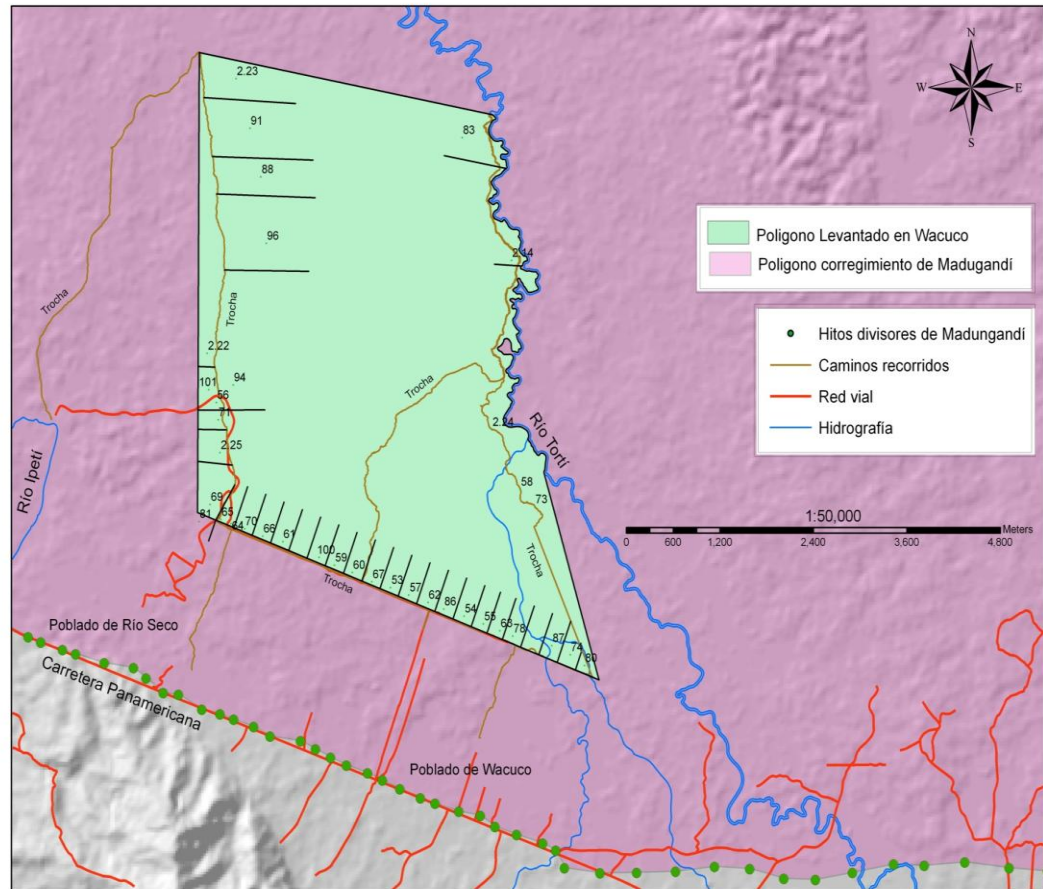 N
W
E
S
2.23
91
83
88
96
2.14
Trocha
Trocha
2.22
101
94
56
71
2.25
Trocha
2.24
Río Tortí
58
73
Río Ipetí
69
81
65
64
70
66
61
100
59
60
67
53
57
62
86
54
55
63
78
87
74
80
Trocha
Trocha
Poligono Levantado en Wacuco
Poligono corregimiento de Madugandí
Hitos divisores de Madungandí
Caminos recorridos
Red vial
Hidrografía
1:50,000
Meters
0 600 1,200 2,400 3,600 4,800
Poblado de Río Seco
Carretera Panamericana
Poblado de Wacuco